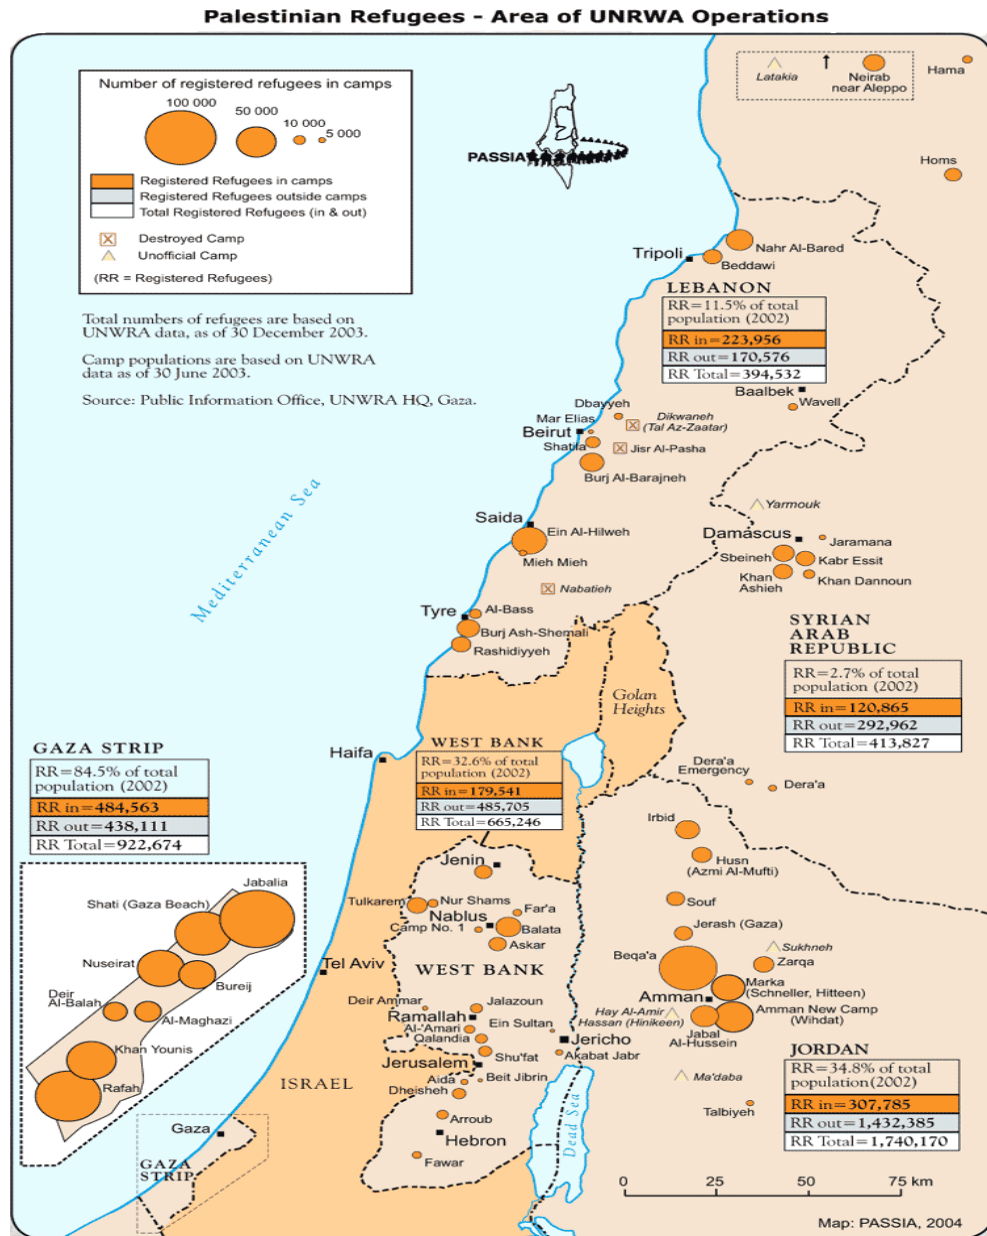 Palestinian Refugees - Area of UNRWA Operations
Number of registered refugees in camps
100 000
50 000
10 000
5 000
Registered Refugees in camps
Registered Refugees outside camps
Total Registered Refugees (in & out)
Destroyed Camp
Unofficial Camp
(RR = Registered Refugees)
Total numbers of refugees are based on
UNWRA data, as of 30 December 2003.
Camp populations are based on UNWRA
data as of 30 June 2003.
Source: Public Information Office, UNWRA HQ, Gaza.
PASSIA
Latakia
Neirab
near Aleppo
Hama
Homs
Tripoli
Nahr Al-Bared
Beddawi
LEBANON
RR=11.5% of total
population (2002)
RR in=223,956
RR out=170,576
RR Total=394,532
Baalbek
Wavell
Dbayyeh
Mar Elias
Dikwaneh
(Tal Az-Zaatar)
Beirut
Shatila
Jisr Al-Pasha
Burj Al-Barajneh
Mediterranean Sea
Saida
Ein Al-Hilweh
Mieh Mieh
Nabatieh
Tyre
Al-Bass
Burj Ash-Shemali
Rashidiyyeh
Yarmouk
Damascus
Jaramana
Sbeineh
Kabr Essit
Khan
Ashieh
Khan Dannoun
SYRIAN
ARAB
REPUBLIC
RR=2.7% of total
population (2002)
RR in=120,865
RR out=292,962
RR Total=413,827
Golan
Heights
Dera'a
Emergency
Dera'a
GAZA STRIP
RR=84.5% of total
population (2002)
RR in=484,563
RR out=438,111
RR Total=922,674
Haifa
WEST BANK
RR=32.6% of total
population (2002)
RR in=179,541
RR out=485,705
RR Total=665,246
Jabalia
Shati (Gaza Beach)
Nuseirat
Bureij
Deir
Al-Balah
Al-Maghazi
Khan Younis
Rafah
Jenin
Tulkarem
Nur Shams
Far'a
Nablus
Camp No. 1
Balata
Askar
WEST BANK
Tel Aviv
Deir Ammar
Jalazoun
Ramallah
Al-'Amari
Ein Sultan
Qalandia
Jericho
Shu'fat
Akabat Jabr
Jerusalem
Aida
Beit Jibrin
Dheisheh
Arroub
Hebron
Fawar
ISRAEL
Gaza
GAZA
STRIP
Dead Sea
Irbid
Husn
(Azmi Al-Mufti)
Souf
Jerash (Gaza)
Beqa'a
Sukhneh
Zarqa
Marka
(Schneller, Hitteen)
Amman
Hay Al-Amir
Hassan (Hinikeen)
Amman New Camp
(Wihdat)
Jabal
Al-Hussein
JORDAN
RR=34.8% of total
population(2002)
RR in=307,785
RR out=1,432,385
RR Total=1,740,170
Ma'daba
Talbiyeh
0 25 50 75 km
Map: PASSIA, 2004